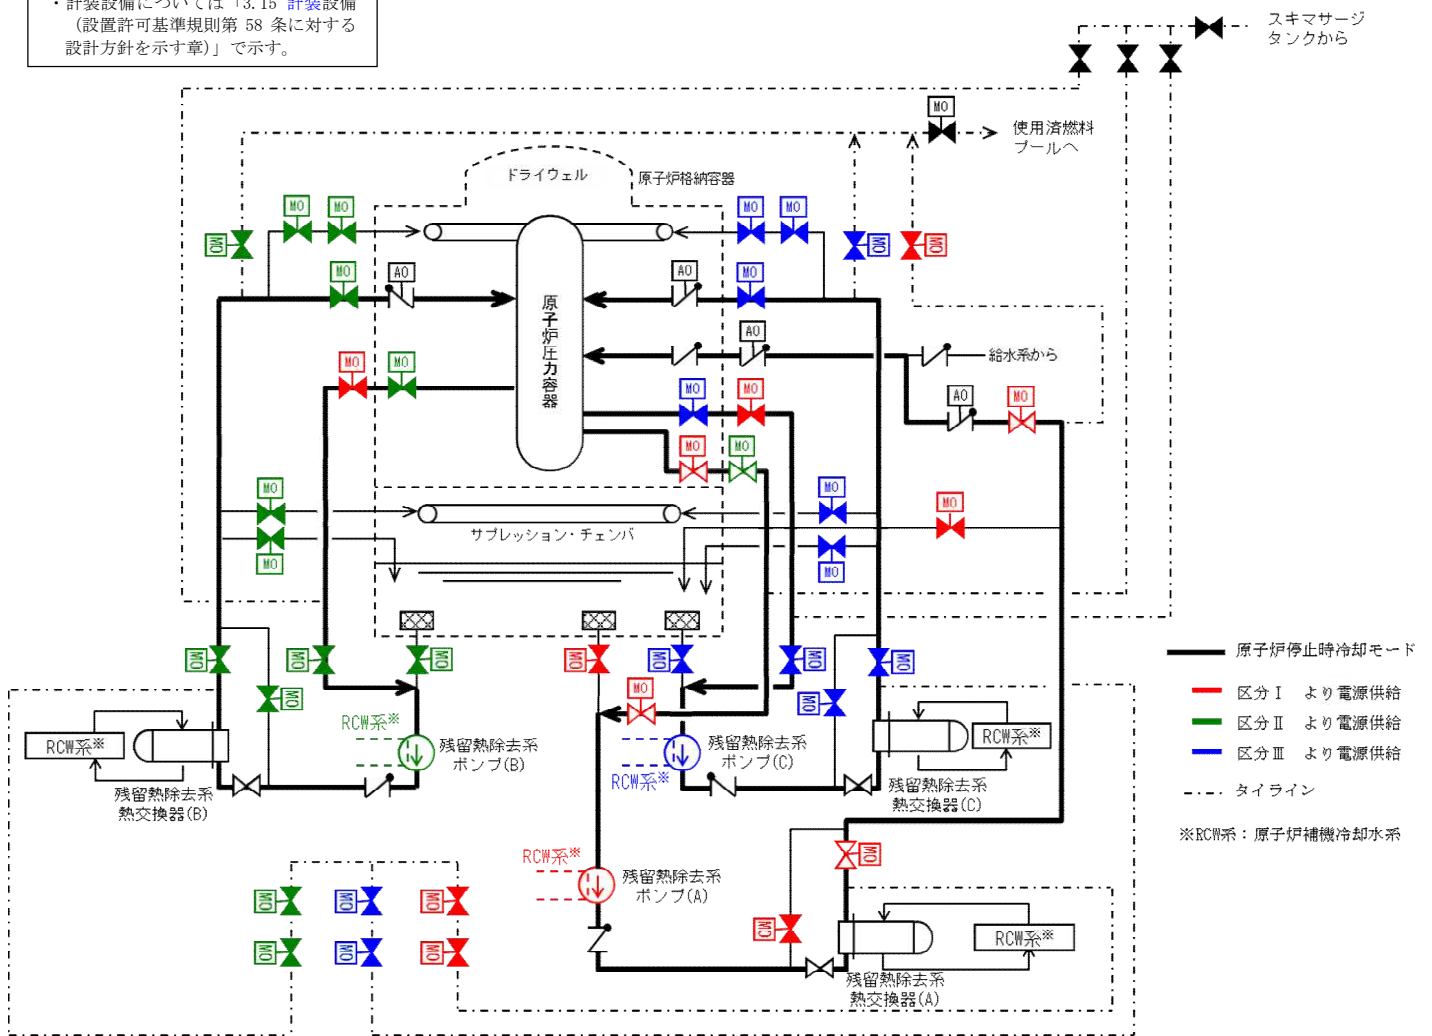 ・計装設備については「3.15 計装設備
（設置許可基準規則第 58 条に対する
設計方針を示す章）」で示す。
スキマサージ
タンクから
MO
使用済燃料
プールへ
ドライウェル
原子炉格納容器
MO
MO
MO
MO
MO
MO
MO
MO
AO
AO
MO
原子炉圧力容器
AO
給水系から
MO
MO
MO
MO
AO
MO
MO
MO
MO
MO
MO
サプレッション・チェンバ
MO
MO
MO
MO
MO
MO
MO
MO
MO
MO
原子炉停止時冷却モード
MO
MO
MO
区分Ⅰ より電源供給
RCW系※
区分Ⅱ より電源供給
RCW系※
残留熱除去系
ポンプ(B)
残留熱除去系
ポンプ(C)
RCW系※
RCW系※
区分Ⅲ より電源供給
残留熱除去系
熱交換器(B)
残留熱除去系
熱交換器(C)
タイライン
※RCW系：原子炉補機冷却水系
RCW系※
MO
残留熱除去系
ポンプ(A)
MO
MO
MO
MO
RCW系※
MO
MO
MO
残留熱除去系
熱交換器(A)